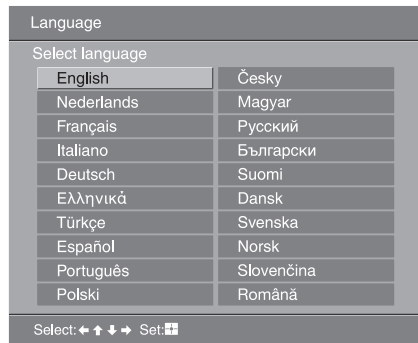 Language
Select language
English Česky
Nederlands Magyar
Français Русский
Italiano Български
Deutsch Suomi
Ελληνικά Dansk
Türkçe Svenska
Español Norsk
Português Slovenčina
Polski Română
Select:←↑↓→ Set: